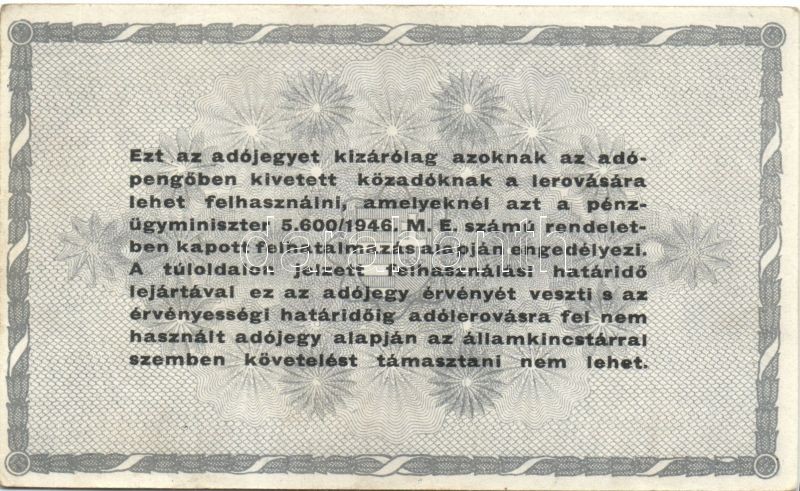 Ezt az adójegyet kizárólag azoknak az adó-
pengőben kivetett közadóknak a lerovására
lehet felhasználni, amelyeknél azt a pénz-
ügyminiszter 5.600/1946. M. E. számú rendelet-
ben kapott felhatalmazás alapján engedélyezi.
A túloldalon jelzett felhasználási határidő
lejártával ez az adójegy érvényét veszti s az
érvényességi határidőig adólerovásra fel nem
használt adójegy alapján az államkincstárral
szemben követelést támasztani nem lehet.